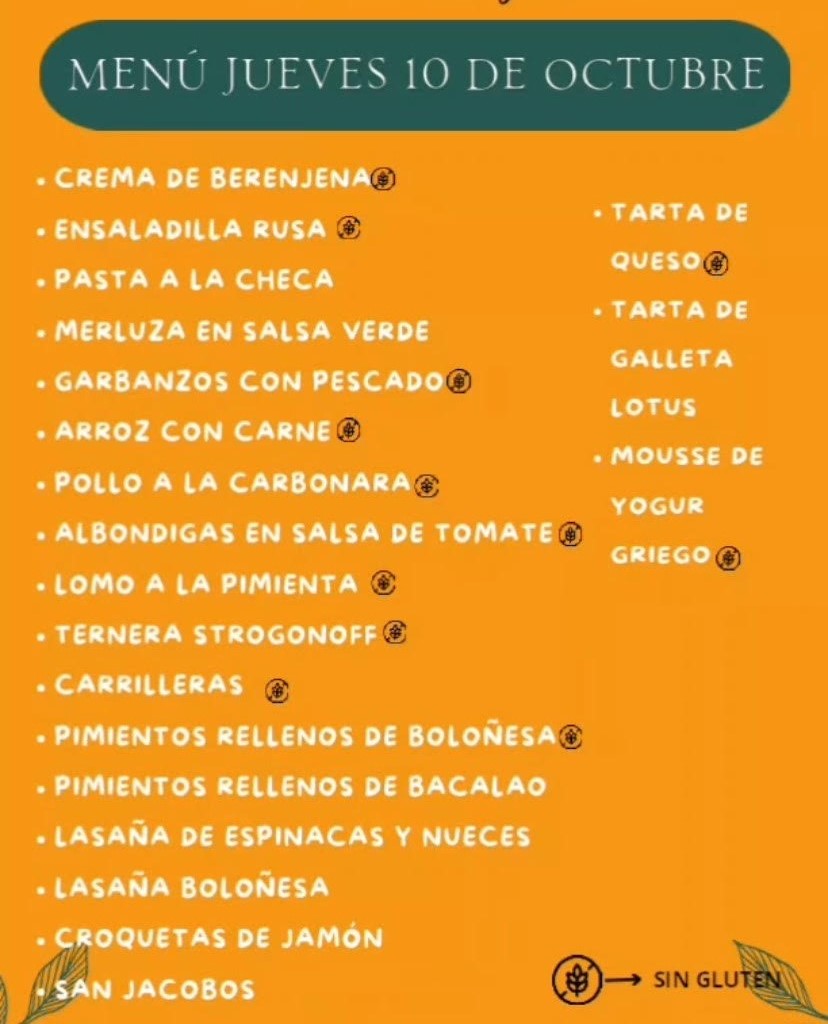 MENÚ JUEVES 10 DE OCTUBRE
• CREMA DE BERENJENA
• ENSALADILLA RUSA
• PASTA A LA CHECA
• MERLUZA EN SALSA VERDE
• GARBANZOS CON PESCADO
• ARROZ CON CARNE
• POLLO A LA CARBONARA
• ALBONDIGAS EN SALSA DE TOMATE
• LOMO A LA PIMIENTA
• TERNERA STROGONOFF
• CARRILLERAS
• PIMIENTOS RELLENOS DE BOLOÑESA
• PIMIENTOS RELLENOS DE BACALAO
• LASAÑA DE ESPINACAS Y NUECES
• LASAÑA BOLOÑESA
• CROQUETAS DE JAMÓN
• SAN JACOBOS
• TARTA DE
QUESO
• TARTA DE
GALLETA
LOTUS
• MOUSSE DE
YOGUR
GRIEGO
SIN GLUTEN